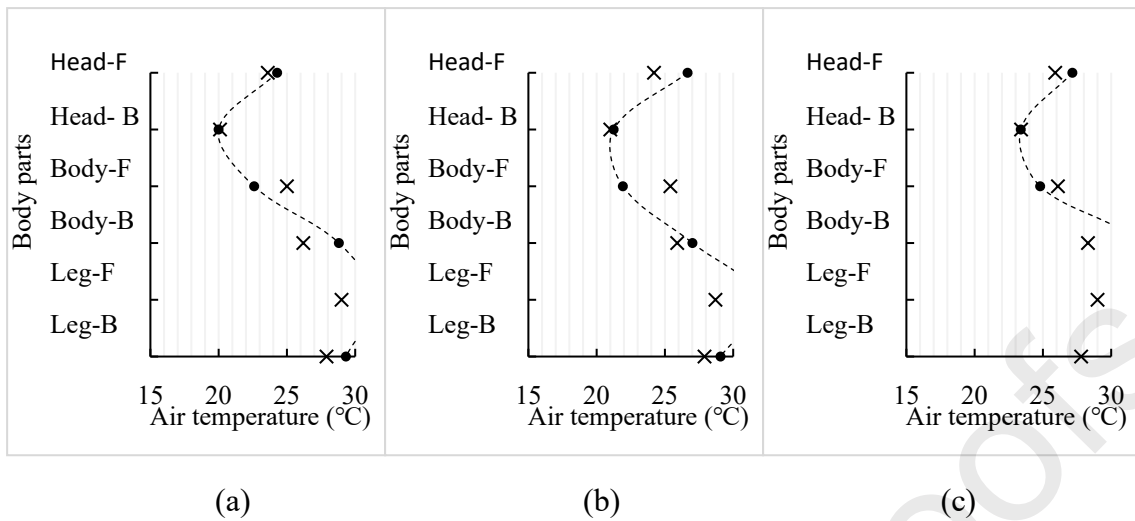 Head-F
Head- B
Body-F
Body-B
Leg-F
Leg-B
Body parts
15 20 25 30
Air temperature (℃)
Head-F
Head- B
Body-F
Body-B
Leg-F
Leg-B
Body parts
15 20 25 30
Air temperature (℃)
Head-F
Head- B
Body-F
Body-B
Leg-F
Leg-B
Body parts
15 20 25 30
Air temperature (℃)
(a) (b) (c)